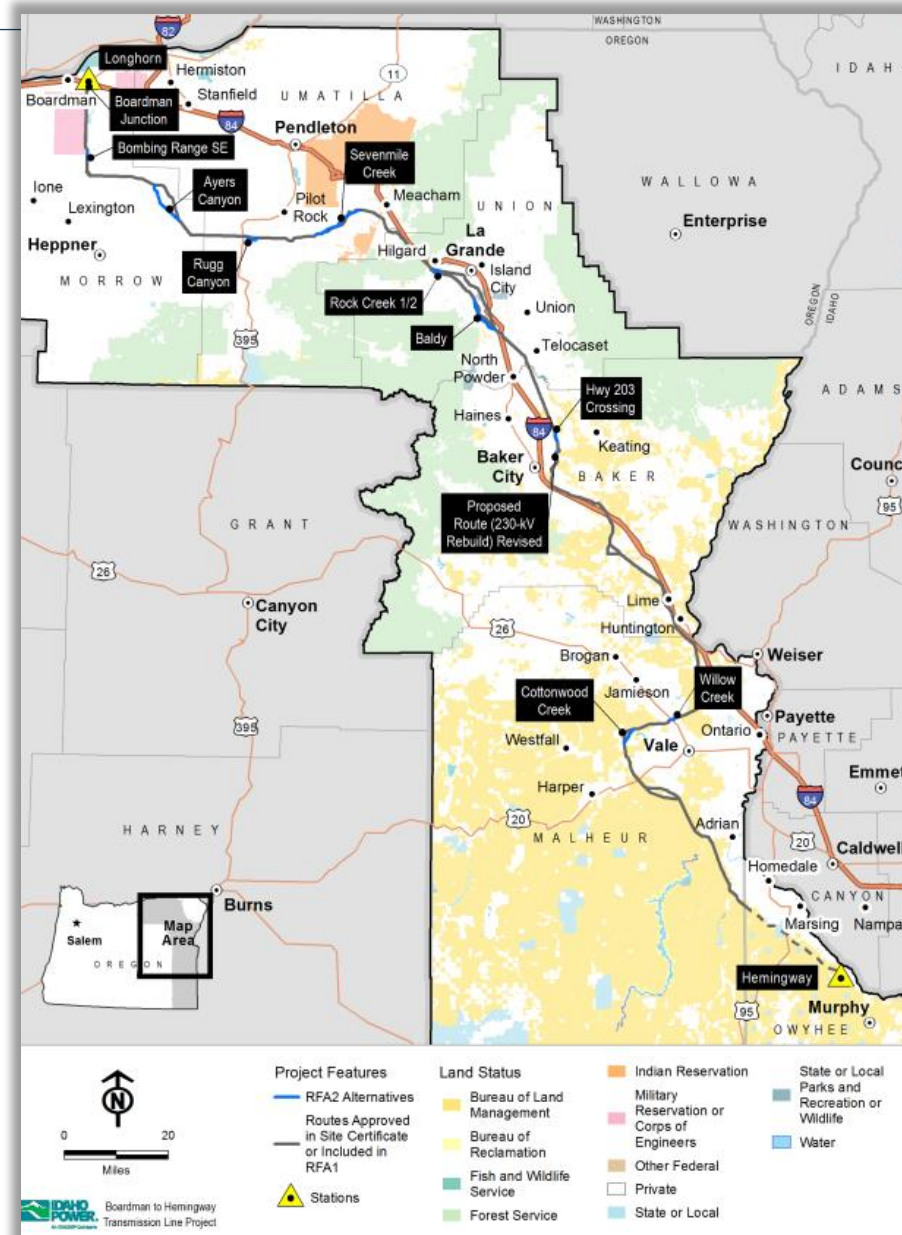 WASHINGTON
OREGON
82
IDAH
Longhorn
Hermiston
11
Boardman
Stanfield
UMATILLA
Boardman
Junction
84
Pendleton
Bombing Range SE
Sevenmile
Creek
WALLOWA
Ione
Ayers
Canyon
Pilot
Rock
Meacham
UNION
Lexington
Enterprise
La
Grande
Heppner
Hilgard
Island
City
MORROW
Rugg
Canyon
OREGON
IDAHO
Rock Creek 1/2
Union
395
Baldy
Telocaset
North
Powder
Hwy 203
Crossing
ADAMS
Haines
84
Keating
Baker
City
BAKER
Counc
Proposed
Route (230-kV
Rebuild) Revised
95
GRANT
WASHINGTON
26
Canyon
City
Lime
Huntington
26
Weiser
Brogan
Cottonwood
Creek
Jamieson
Willow
Creek
395
Payette
Westfall
Ontario
PAYETTE
Vale
Harper
Emmet
84
HARNEY
20
MALHEUR
Adrian
20
Caldwell
Homedale
Burns
CANYON
Salem
Map
Area
Marsing
Nampa
OREGON
Hemingway
95
Murphy
OWYHEE
N
0 20
Miles
IDAHO
POWER.
Boardman to Hemingway
Transmission Line Project
Project Features
RFA2 Alternatives
Routes Approved
in Site Certificate
or Included in
RFA1
Stations
Land Status
Bureau of Land
Management
Bureau of
Reclamation
Fish and Wildlife
Service
Forest Service
Indian Reservation
Military
Reservation or
Corps of
Engineers
Other Federal
Private
State or Local
State or Local
Parks and
Recreation or
Wildlife
Water